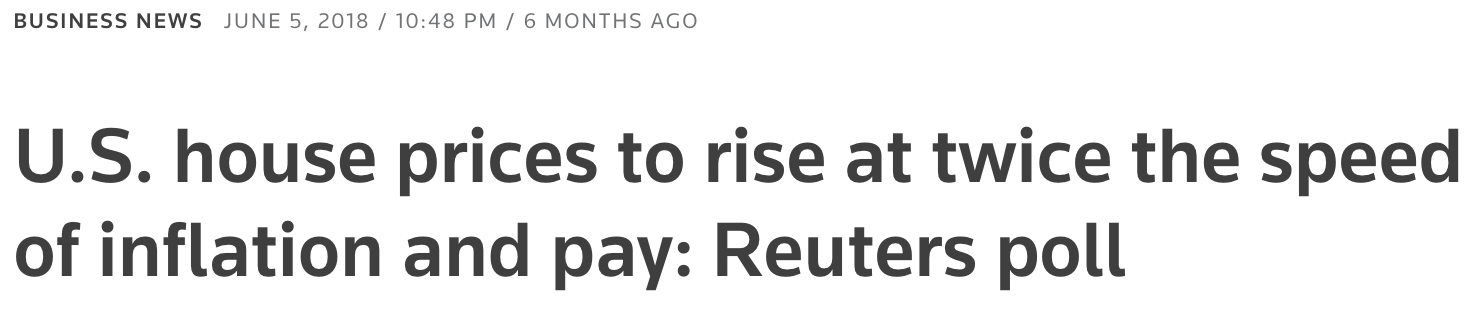 BUSINESS NEWS JUNE 5, 2018 / 10:48 PM / 6 MONTHS AGO
U.S. house prices to rise at twice the speed
of inflation and pay: Reuters poll